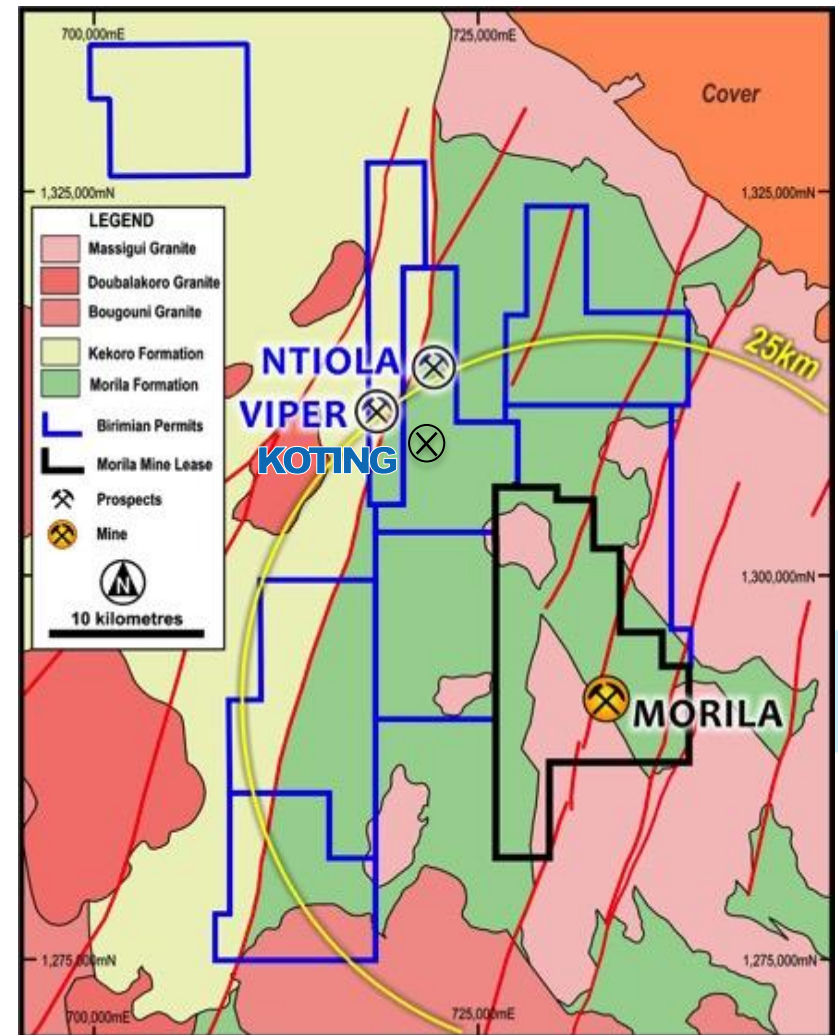 700,000mE
725,000mE
Cover
1,325,000mN
1,325,000mN
LEGEND
Massigui Granite
Doubalakoro Granite
Bougouni Granite
Kekoro Formation
Morila Formation
Birimian Permits
Morila Mine Lease
Prospects
Mine
N
10 kilometres
25km
NTIOLA
VIPER
KOTING
1,300,000mN
MORILA
1,275,000mN
1,275,000mN
700,000mE
725,000mE